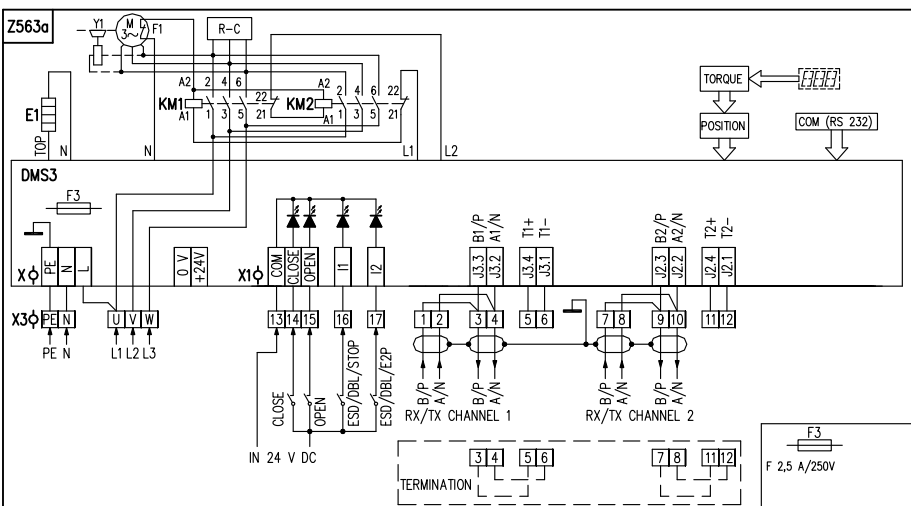 Z563a
Y1
M
3~
F1
R-C
A2 2 4 6
KM1
A1 1 3 5
22
21
A2
KM2
A1
2 4 6
1 3 5
22
21
E1
TOP
N
N
L1
L2
TORQUE
POSITION
COM (RS 232)
DMS3
F3
X
PE
N
L
0 V
+24V
X1
COM
CLOSE
OPEN
I1
I2
B1/P
A1/N
T1+
T1-
J3.3
J3.2
J3.4
J3.1
B2/P
A2/N
T2+
T2-
J2.3
J2.2
J2.4
J2.1
X3
PE N
U V W
13 14 15
16
17
1 2
3 4
5 6
7 8
9 10
11 12
PE N
L1 L2 L3
CLOSE
OPEN
ESD/DBL/STOP
ESD/DBL/E2P
IN 24 V DC
B/P
A/N
B/P
A/N
RX/TX CHANNEL 1
B/P
A/N
B/P
A/N
RX/TX CHANNEL 2
TERMINATION
3 4
5 6
7 8
11 12
F3
F 2,5 A/250V